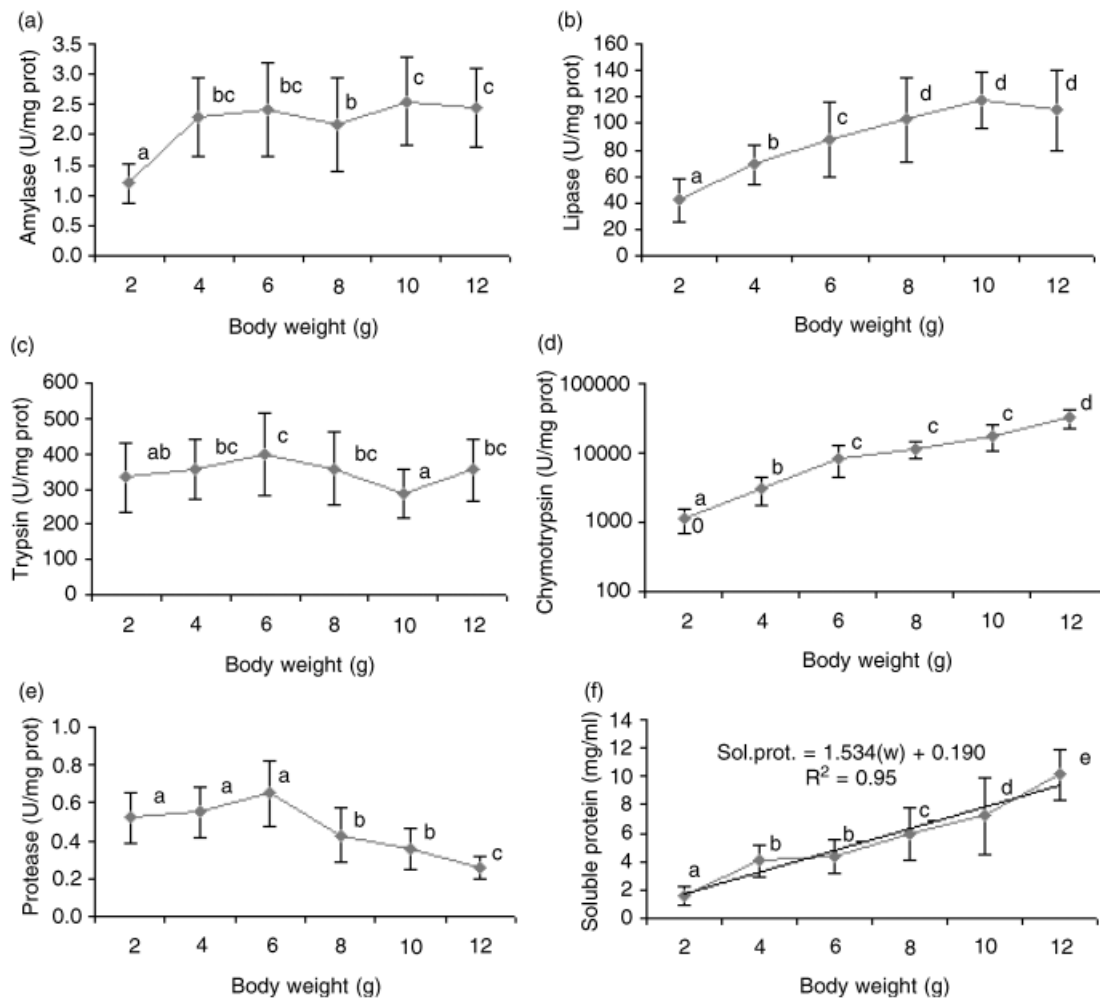 (a)
Amylase (U/mg prot)
3.5
3.0
2.5
2.0
1.5
1.0
0.5
0.0
a
bc
bc
b
c
c
2 4 6 8 10 12
Body weight (g)
(b)
Lipase (U/mg prot)
160
140
120
100
80
60
40
20
0
a
b
c
d
d
d
2 4 6 8 10 12
Body weight (g)
(c)
Trypsin (U/mg prot)
600
500
400
300
200
100
0
ab
bc
c
bc
a
bc
2 4 6 8 10 12
Body weight (g)
(d)
Chymotrypsin (U/mg prot)
100000
10000
1000
100
a
0
b
c
c
c
d
2 4 6 8 10 12
Body weight (g)
(e)
Protease (U/mg prot)
1.0
0.8
0.6
0.4
0.2
0.0
a
a
a
b
b
c
2 4 6 8 10 12
Body weight (g)
(f)
Soluble protein (mg/ml)
14
12
10
8
6
4
2
0
Sol.prot. = 1.534(w) + 0.190
R² = 0.95
a
b
b
c
d
e
2 4 6 8 10 12
Body weight (g)